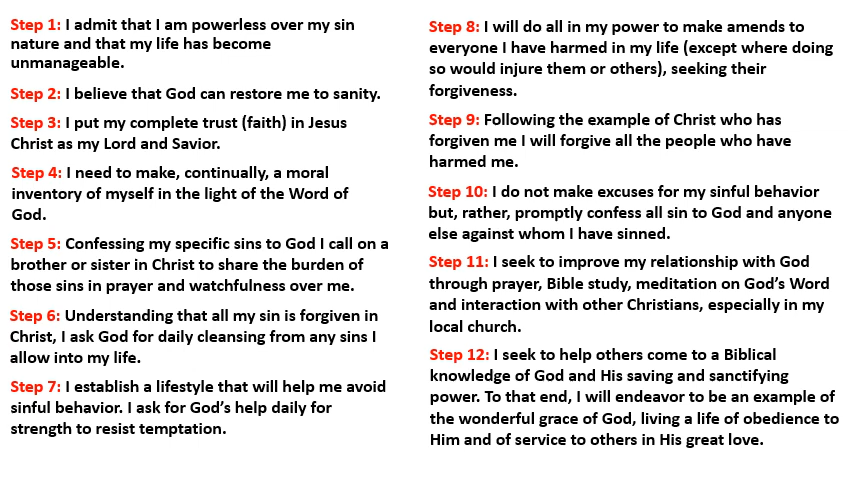 Step 1: I admit that I am powerless over my sin
nature and that my life has become
unmanageable.
Step 2: I believe that God can restore me to sanity.
Step 3: I put my complete trust (faith) in Jesus
Christ as my Lord and Savior.
Step 4: I need to make, continually, a moral
inventory of myself in the light of the Word of
God.
Step 5: Confessing my specific sins to God I call on a
brother or sister in Christ to share the burden of
those sins in prayer and watchfulness over me.
Step 6: Understanding that all my sin is forgiven in
Christ, I ask God for daily cleansing from any sins I
allow into my life.
Step 7: I establish a lifestyle that will help me avoid
sinful behavior. I ask for God’s help daily for
strength to resist temptation.
Step 8: I will do all in my power to make amends to
everyone I have harmed in my life (except where doing
so would injure them or others), seeking their
forgiveness.
Step 9: Following the example of Christ who has
forgiven me I will forgive all the people who have
harmed me.
Step 10: I do not make excuses for my sinful behavior
but, rather, promptly confess all sin to God and anyone
else against whom I have sinned.
Step 11: I seek to improve my relationship with God
through prayer, Bible study, meditation on God’s Word
and interaction with other Christians, especially in my
local church.
Step 12: I seek to help others come to a Biblical
knowledge of God and His saving and sanctifying
power. To that end, I will endeavor to be an example of
the wonderful grace of God, living a life of obedience to
Him and of service to others in His great love.